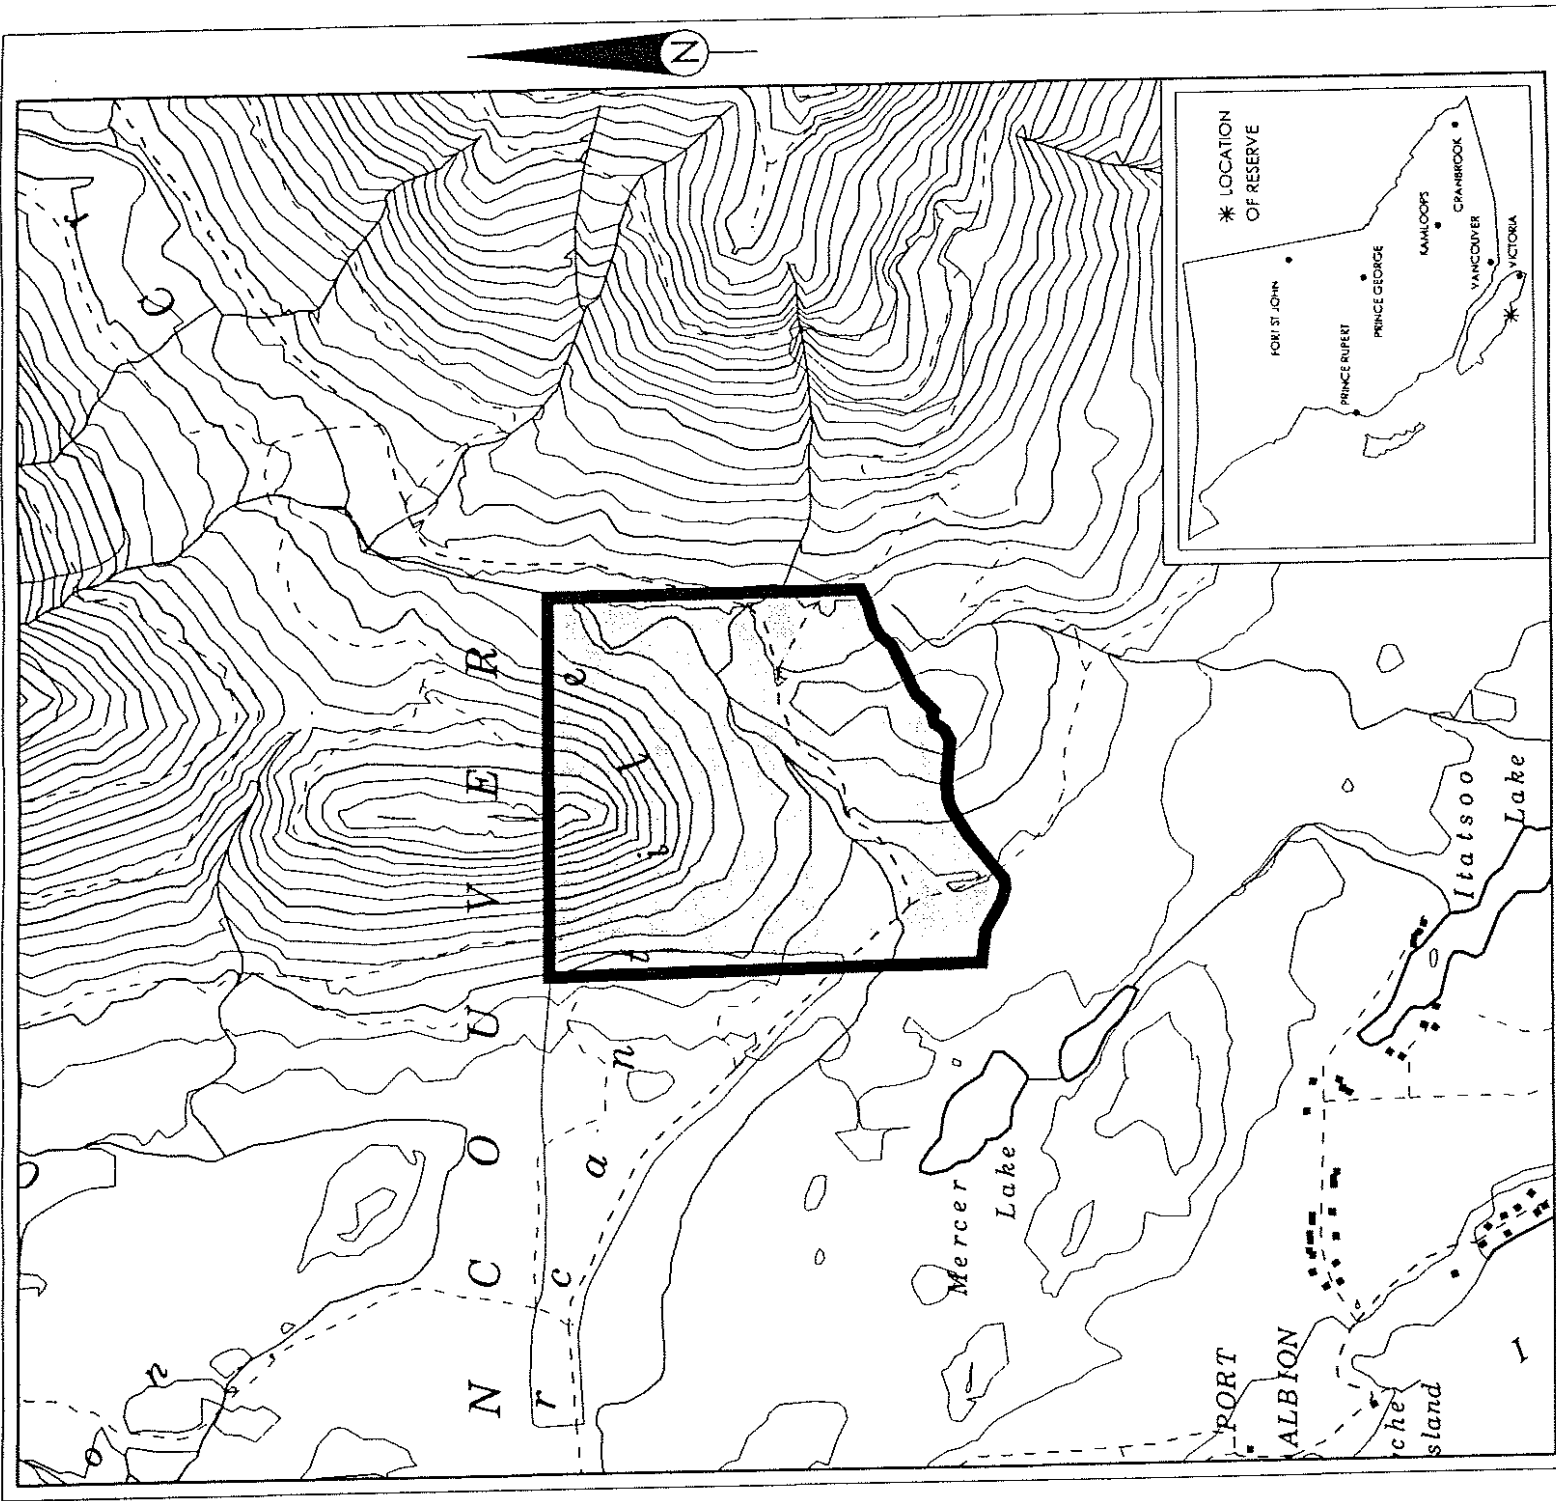 N
* LOCATION
OF RESERVE
FORT ST JOHN
PRINCE RUPERT
PRINCE GEORGE
KAMLOOPS
CRANBROOK
VANCOUVER
VICTORIA
N C O U V E R
r c a n t i l e
C r
o n
Mercer
Lake
Itatsoo
Lake
PORT
ALBION
che
sland
I